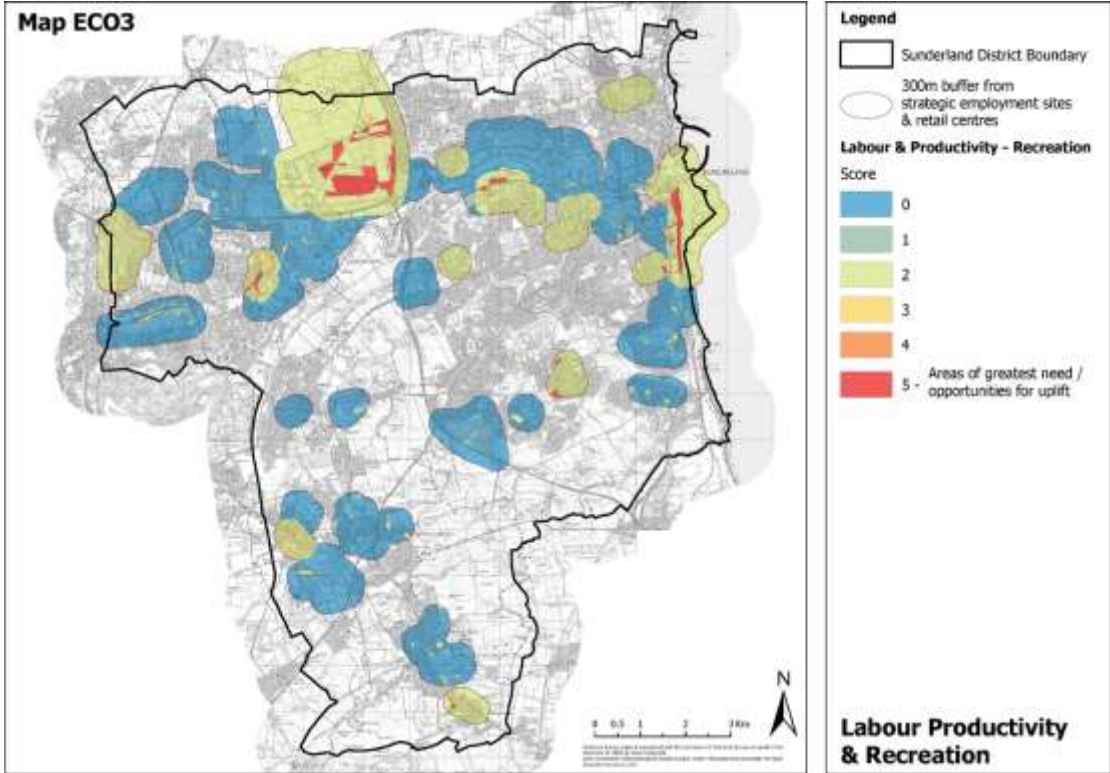 Map ECO3
SUNDERLAND
N
0 0.5 1 2 3 Km
Legend
Sunderland District Boundary
300m buffer from
strategic employment sites
& retail centres
Labour & Productivity - Recreation
Score
0
1
2
3
4
5 - Areas of greatest need /
opportunities for uplift
Labour Productivity
& Recreation